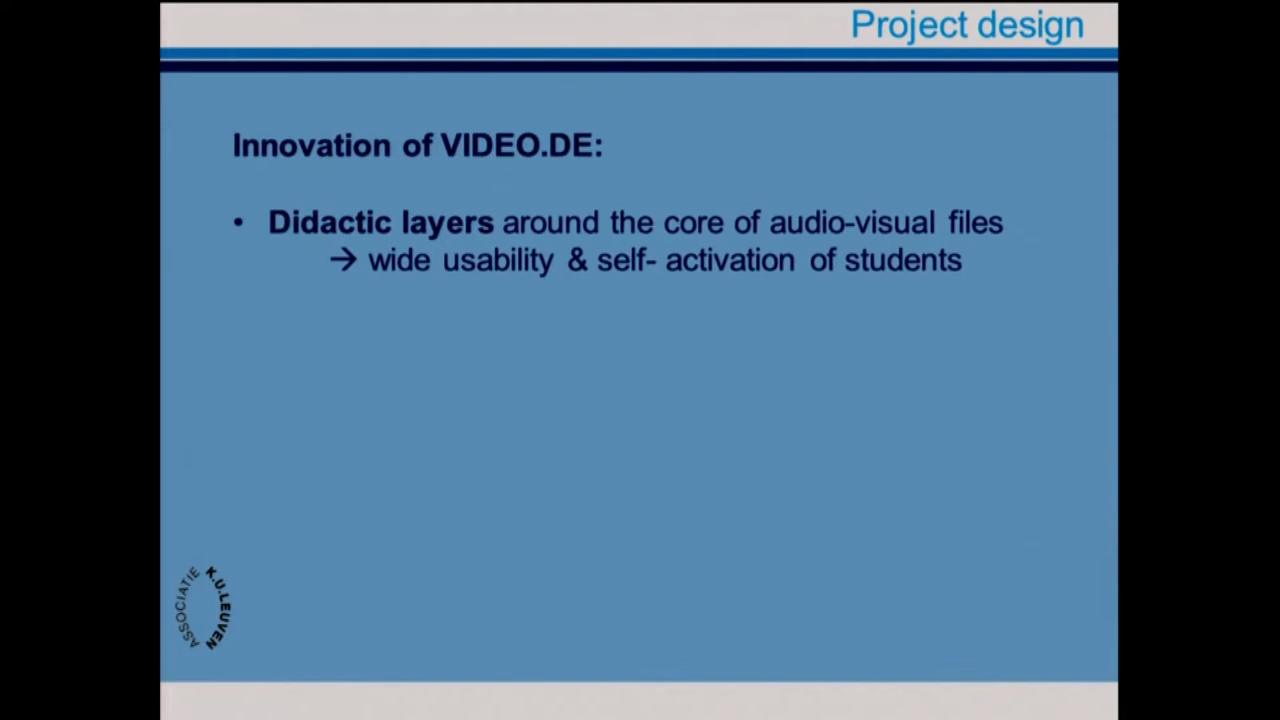 Project design
Innovation of VIDEO.DE:
• Didactic layers around the core of audio-visual files
→ wide usability & self- activation of students
ASSOCIATIE
K.U.LEUVEN